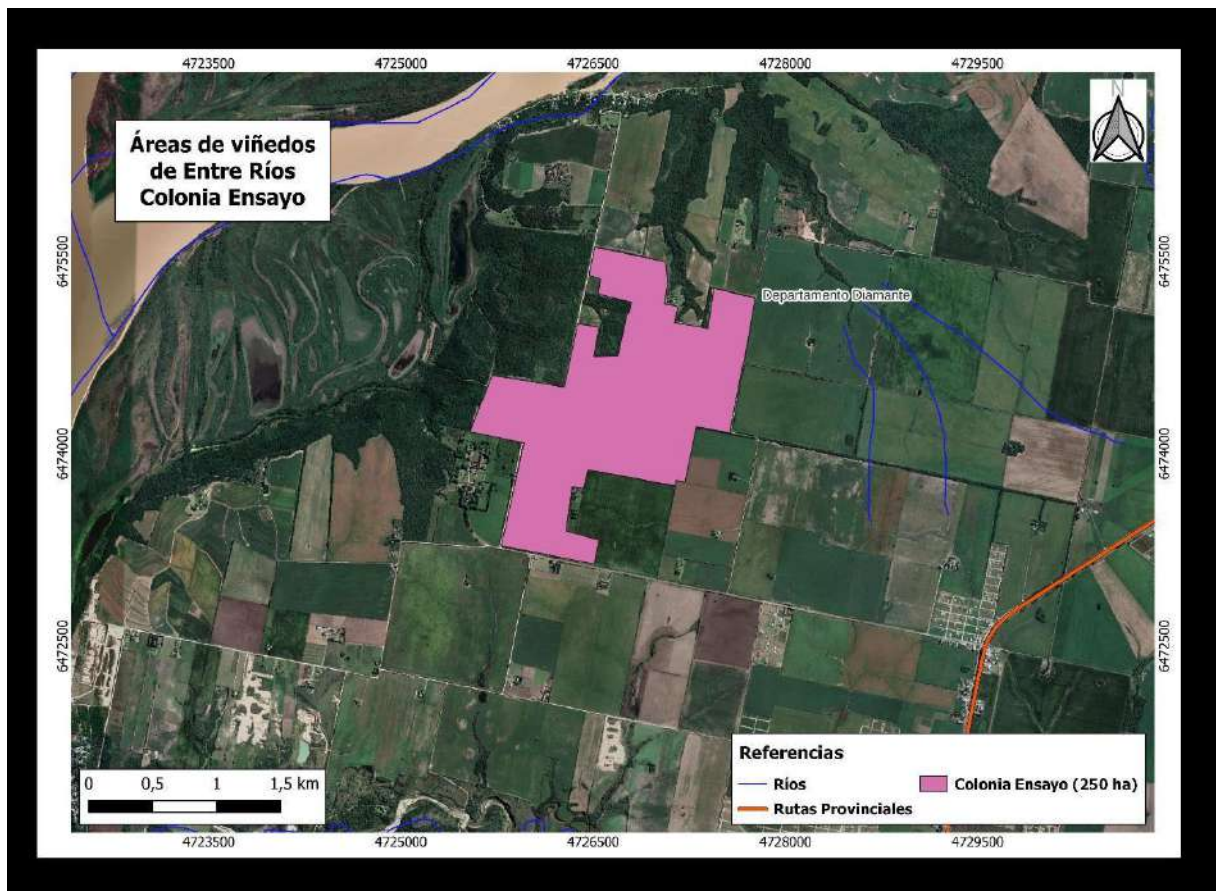 4723500 4725000 4726500 4728000 4729500
Áreas de viñedos
de Entre Ríos
Colonia Ensayo
N
6475500 6475500
Departamento Diamante
6474000 6474000
6472500 6472500
Referencias
Ríos Colonia Ensayo (250 ha)
Rutas Provinciales
0 0,5 1 1,5 km
4723500 4725000 4726500 4728000 4729500